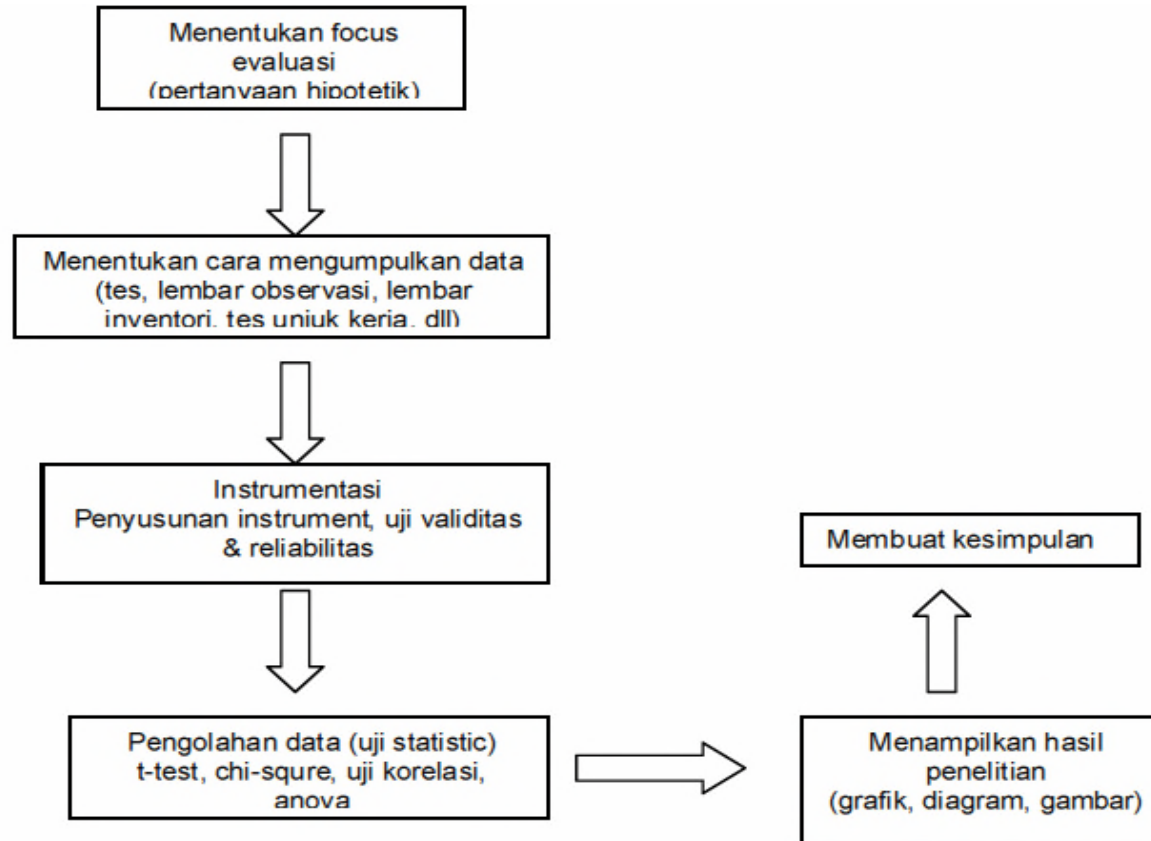 Menentukan focus
evaluasi
(pertanyaan hipotetik)
Menentukan cara mengumpulkan data
(tes, lembar observasi, lembar
inventori, tes unjuk kerja, dll)
Instrumentasi
Penyusunan instrument, uji validitas
& reliabilitas
Pengolahan data (uji statistic)
t-test, chi-squre, uji korelasi,
anova
Menampilkan hasil
penelitian
(grafik, diagram, gambar)
Membuat kesimpulan